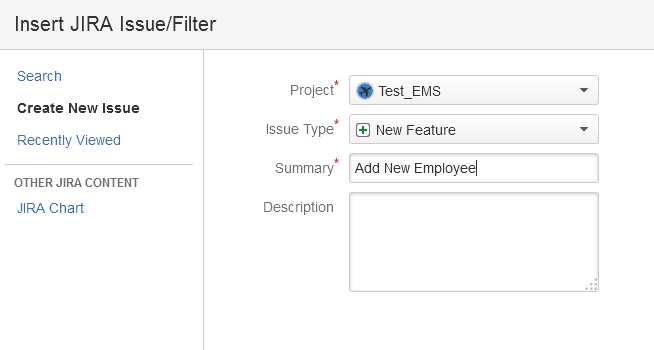 Insert JIRA Issue/Filter
Search
Create New Issue
Recently Viewed
OTHER JIRA CONTENT
JIRA Chart
Project*
Test_EMS
Issue Type*
New Feature
Summary*
Add New Employee
Description